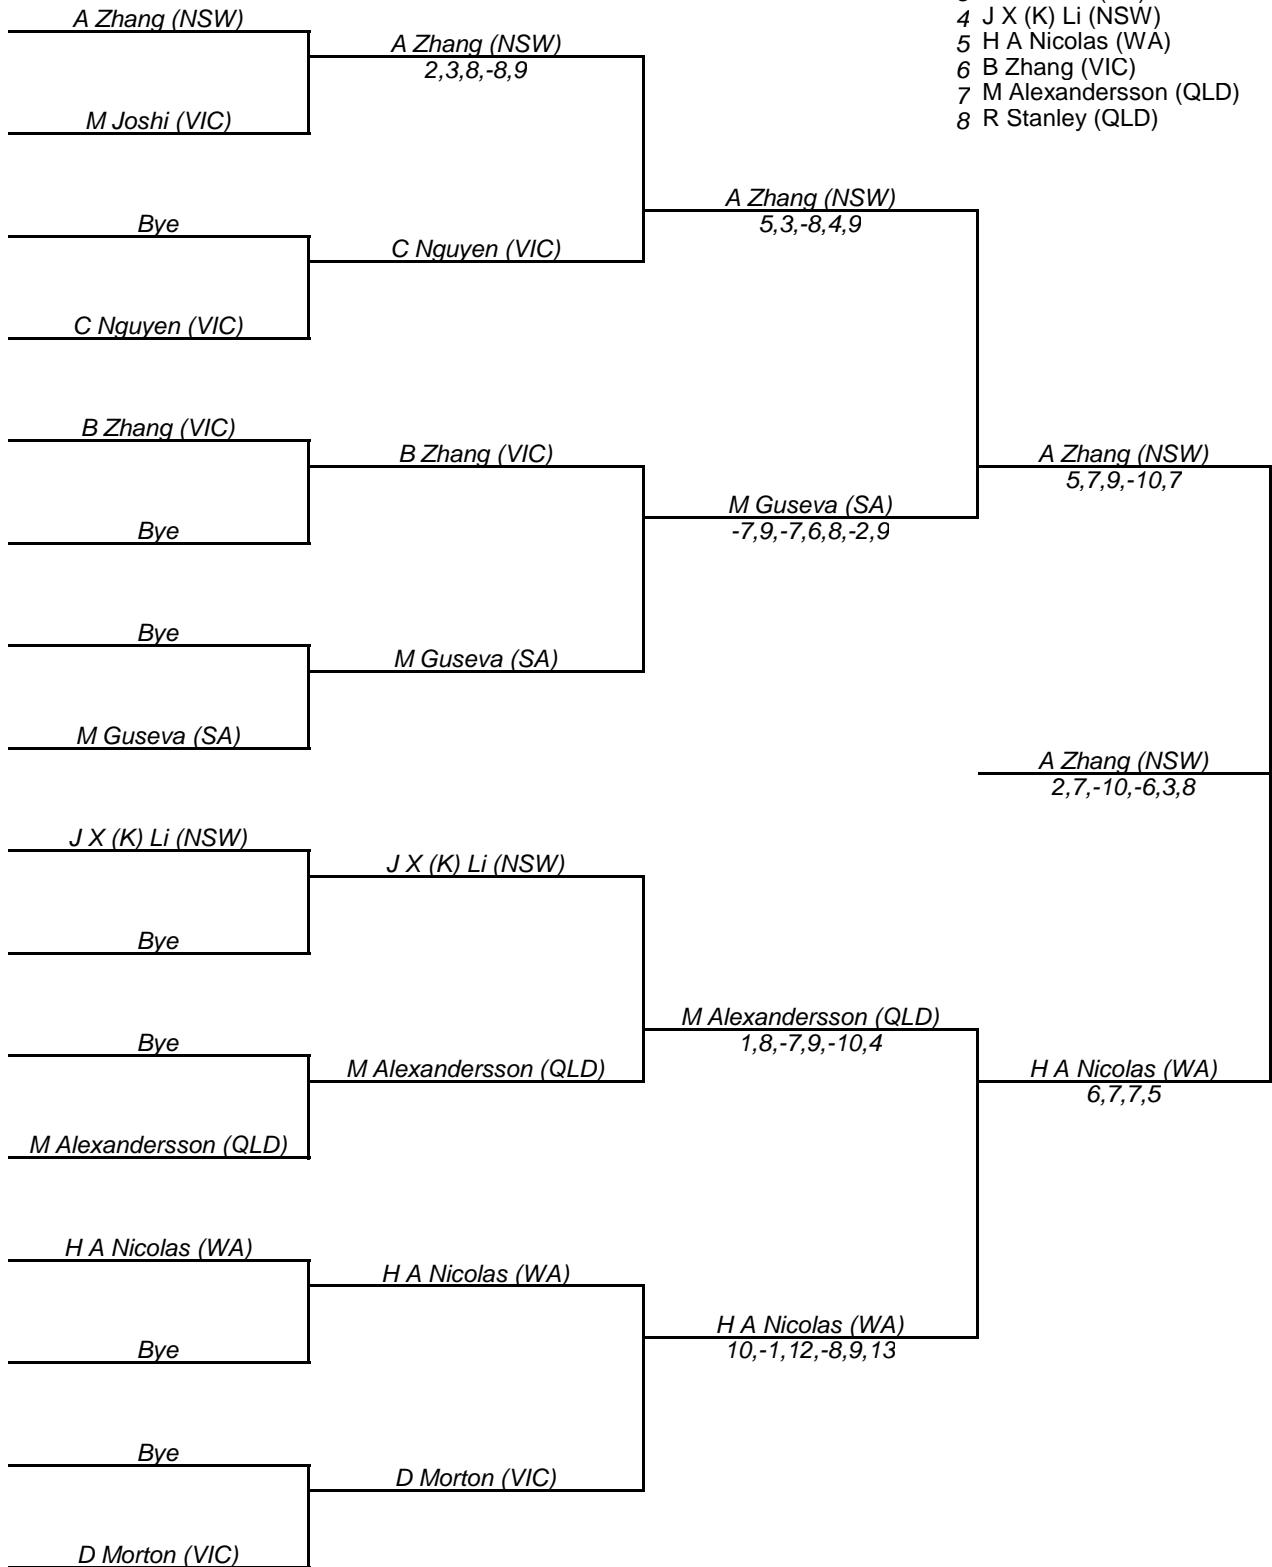 4 J X (K) Li (NSW)
5 H A Nicolas (WA)
6 B Zhang (VIC)
7 M Alexandersson (QLD)
8 R Stanley (QLD)
A Zhang (NSW)
M Joshi (VIC)
Bye
C Nguyen (VIC)
B Zhang (VIC)
Bye
Bye
M Guseva (SA)
J X (K) Li (NSW)
Bye
Bye
M Alexandersson (QLD)
H A Nicolas (WA)
Bye
Bye
D Morton (VIC)
A Zhang (NSW)
2,3,8,-8,9
C Nguyen (VIC)
B Zhang (VIC)
M Guseva (SA)
J X (K) Li (NSW)
M Alexandersson (QLD)
H A Nicolas (WA)
D Morton (VIC)
A Zhang (NSW)
5,3,-8,4,9
M Guseva (SA)
-7,9,-7,6,8,-2,9
M Alexandersson (QLD)
1,8,-7,9,-10,4
H A Nicolas (WA)
10,-1,12,-8,9,13
A Zhang (NSW)
5,7,9,-10,7
A Zhang (NSW)
2,7,-10,-6,3,8
H A Nicolas (WA)
6,7,7,5